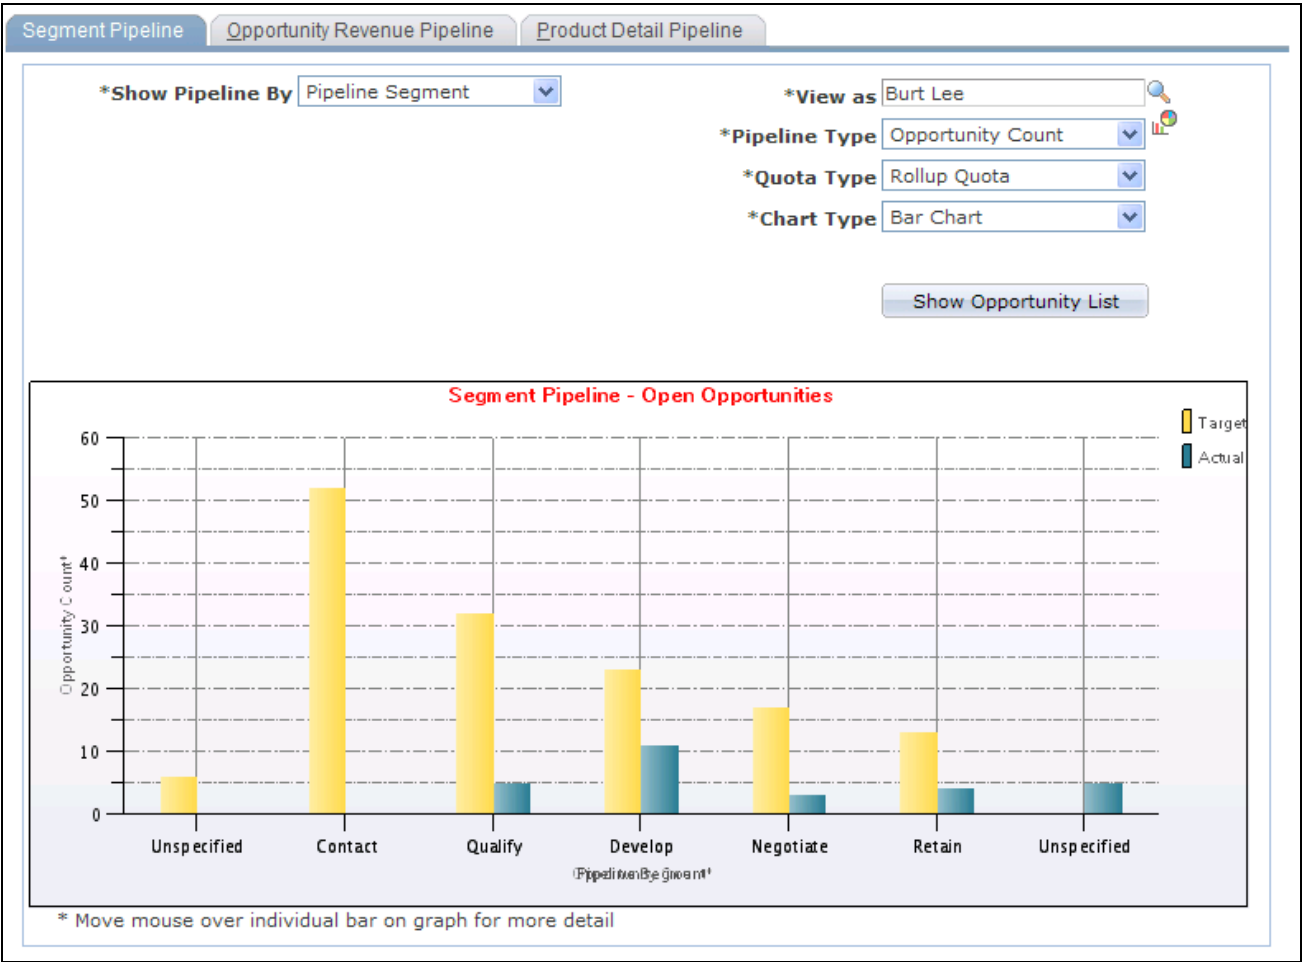 Segment Pipeline
Opportunity Revenue Pipeline
Product Detail Pipeline
*Show Pipeline By Pipeline Segment
*View as Burt Lee
*Pipeline Type Opportunity Count
*Quota Type Rollup Quota
*Chart Type Bar Chart
Show Opportunity List
Segment Pipeline - Open Opportunities
Target
Actual
Opportunity Count*
60
50
40
30
20
10
0
Unspecified Contact Qualify Develop Negotiate Retain Unspecified
* Move mouse over individual bar on graph for more detail